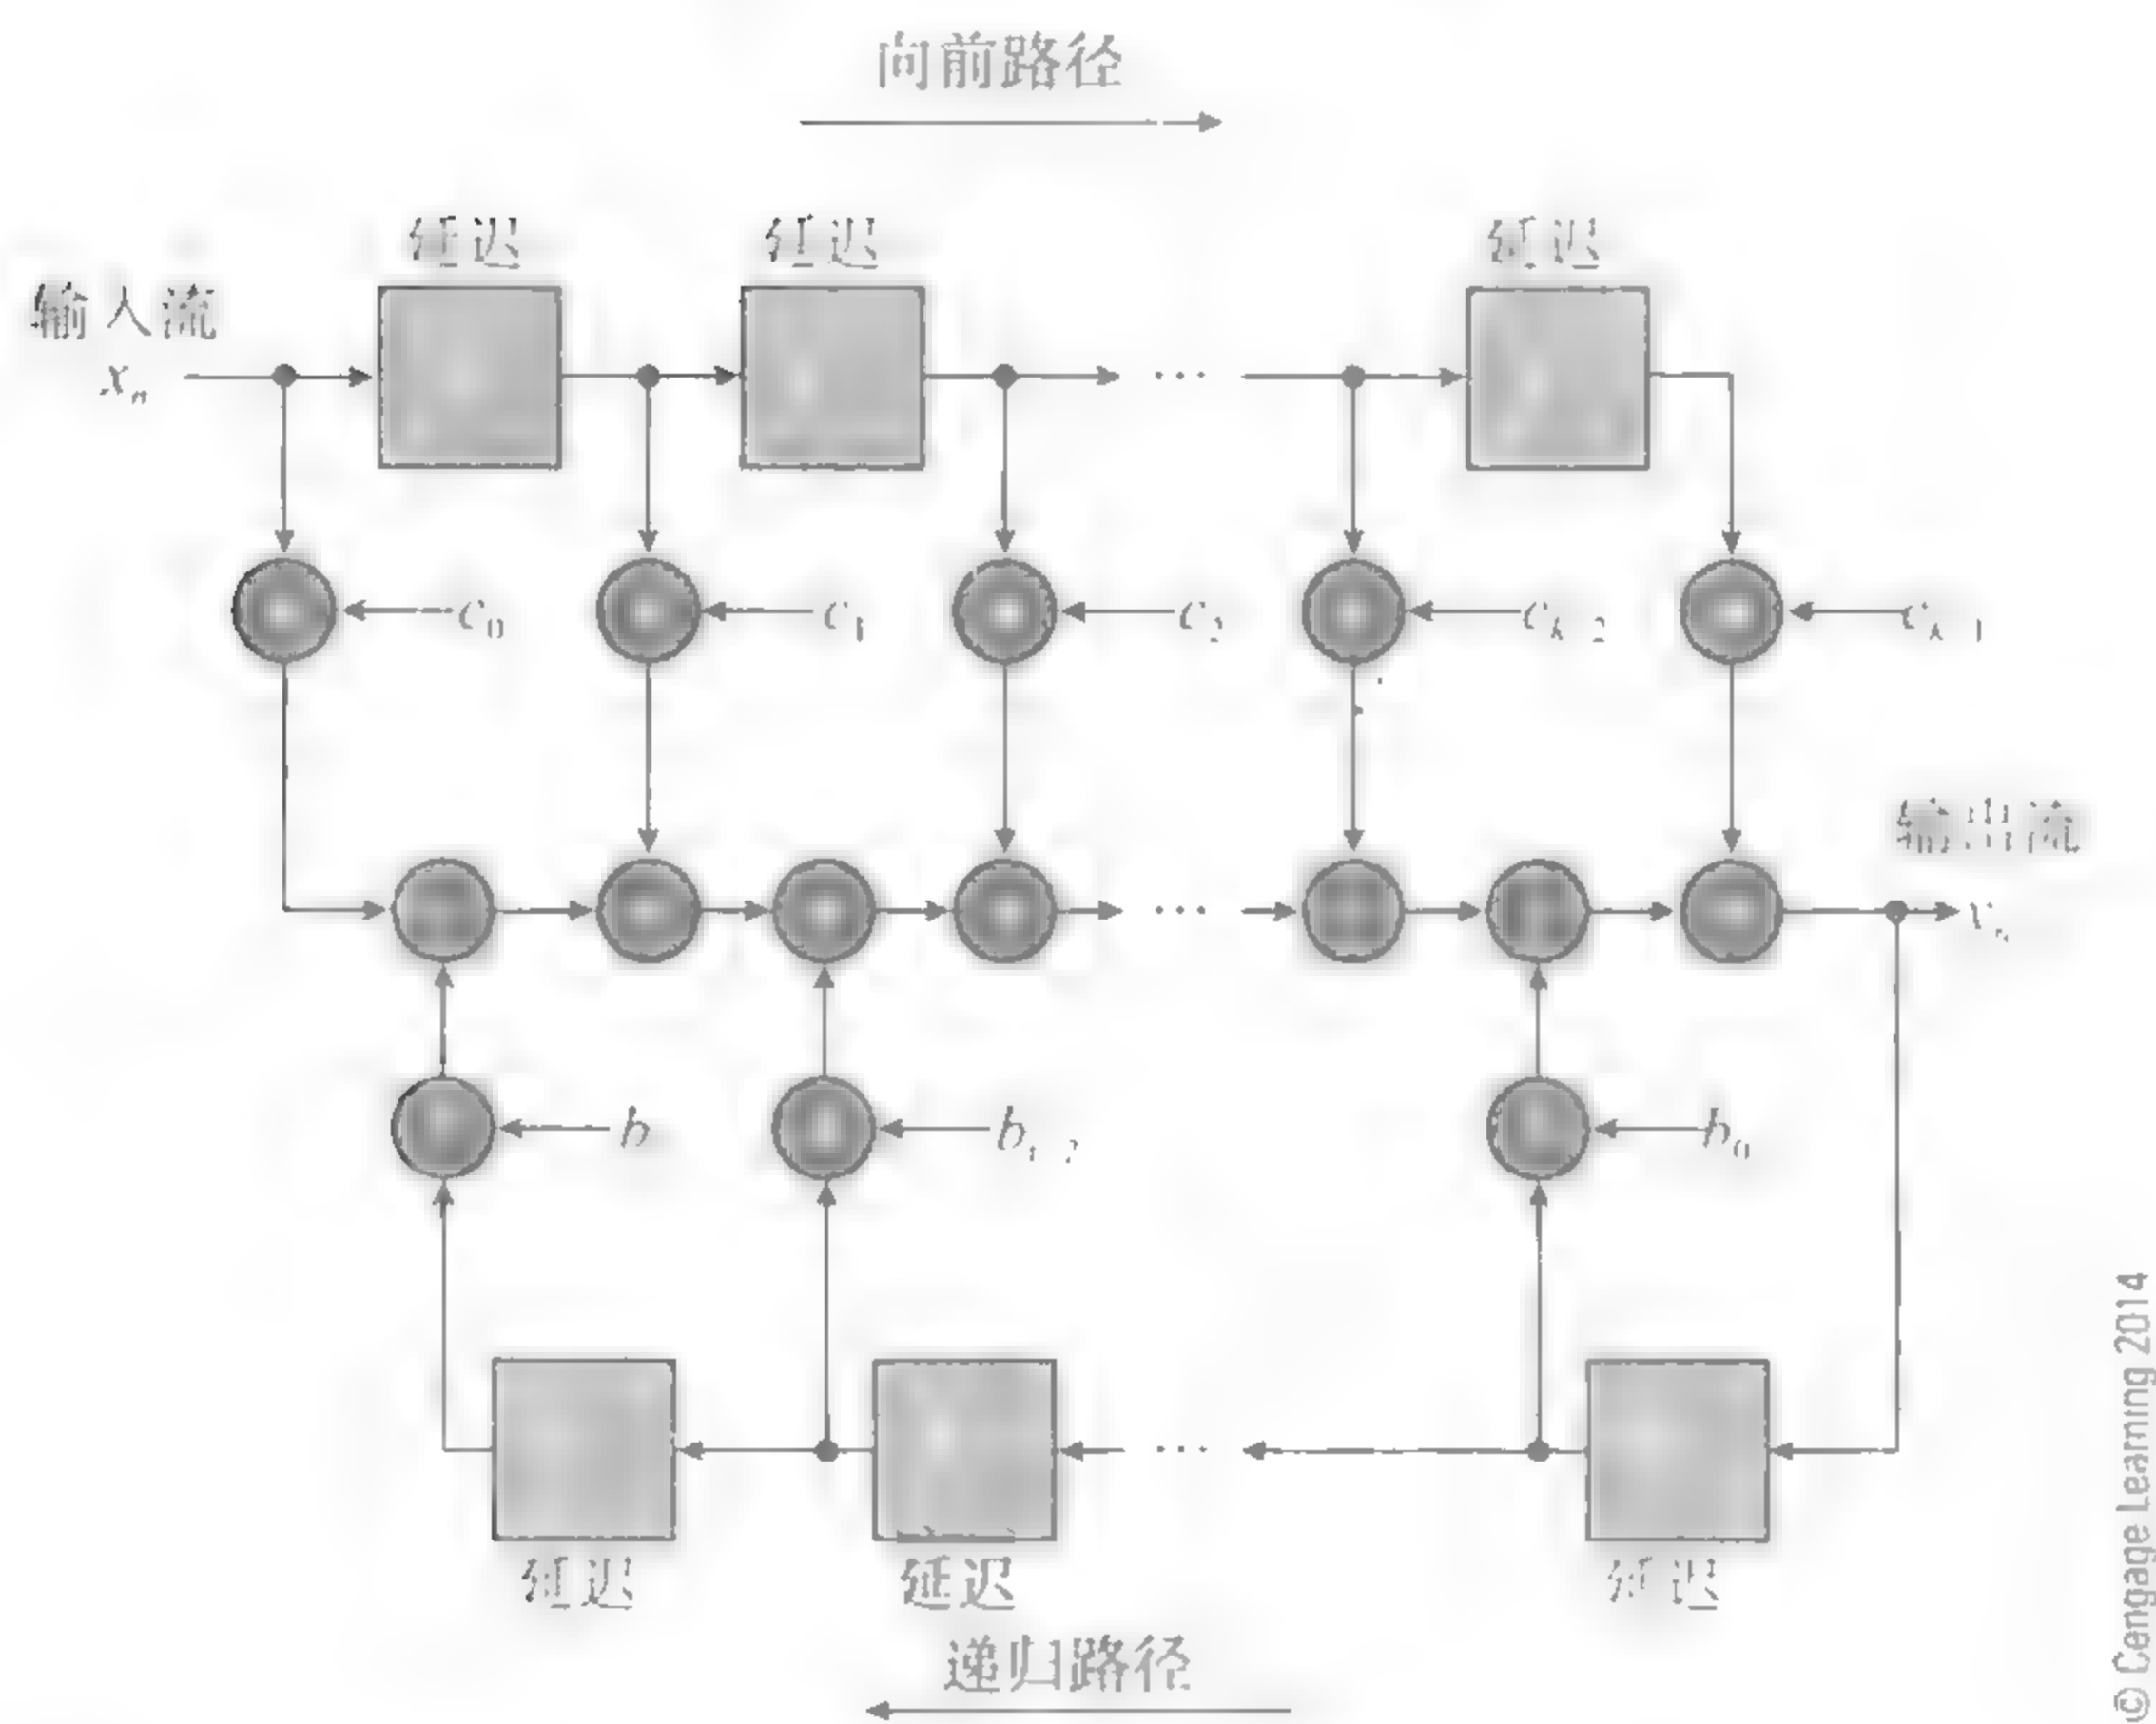 向前路径
延迟
延迟
延迟
输入流
xₙ
c₀
c₁
c₂
输出流
b
b₀
延迟
延迟
延迟
递归路径
© Cengage Learning 2014